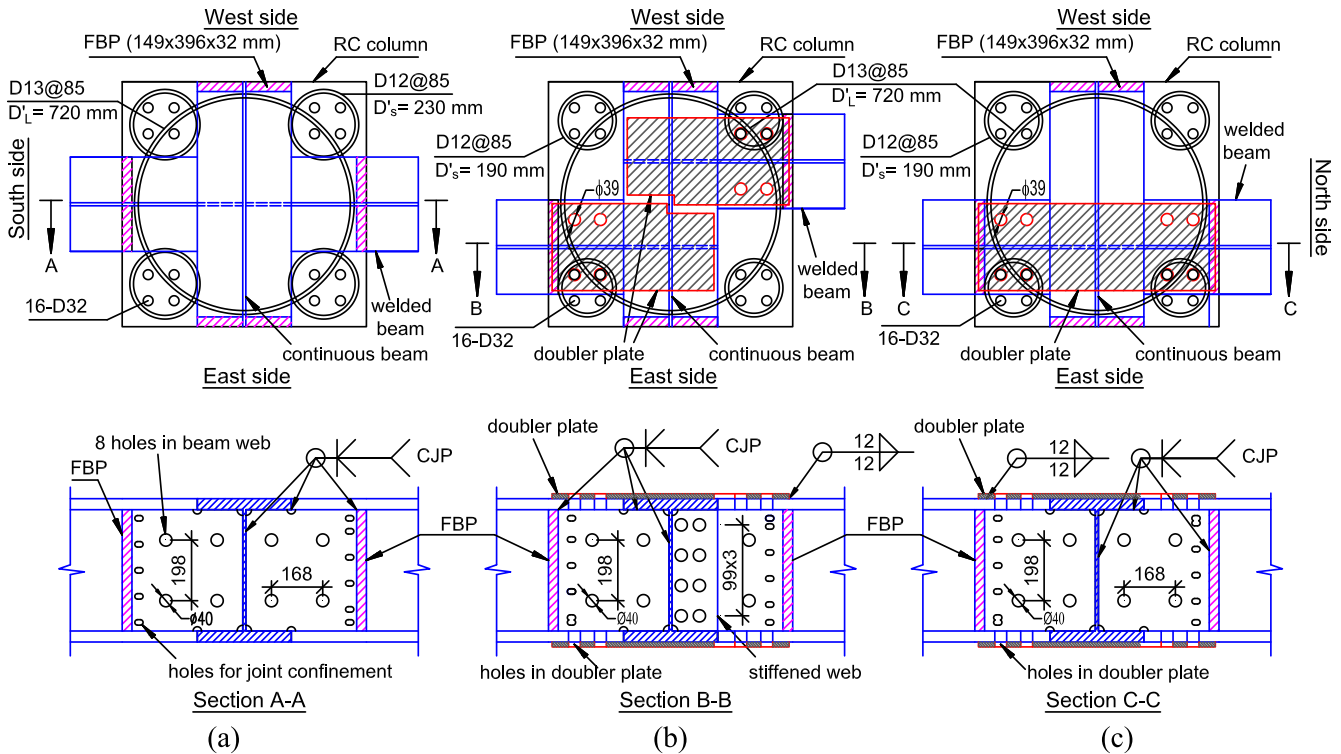 West side
FBP (149x396x32 mm)
RC column
D13@85
D'L= 720 mm
D12@85
D's= 230 mm
South side
A
A
16-D32
welded
beam
continuous beam
East side
West side
FBP (149x396x32 mm)
RC column
D13@85
D'L= 720 mm
D12@85
D's= 190 mm
ϕ39
B
B
welded
beam
16-D32
doubler plate
continuous beam
East side
West side
FBP (149x396x32 mm)
RC column
D13@85
D'L= 720 mm
D12@85
D's= 190 mm
ϕ39
welded
beam
North side
C
C
16-D32
doubler plate
continuous beam
East side
8 holes in beam web
CJP
FBP
198
168
Ø40
FBP
holes for joint confinement
Section A-A
(a)
doubler plate
CJP
12
12
198
99x3
Ø40
FBP
holes in doubler plate
stiffened web
Section B-B
(b)
doubler plate
12
12
CJP
198
168
Ø40
holes in doubler plate
Section C-C
(c)